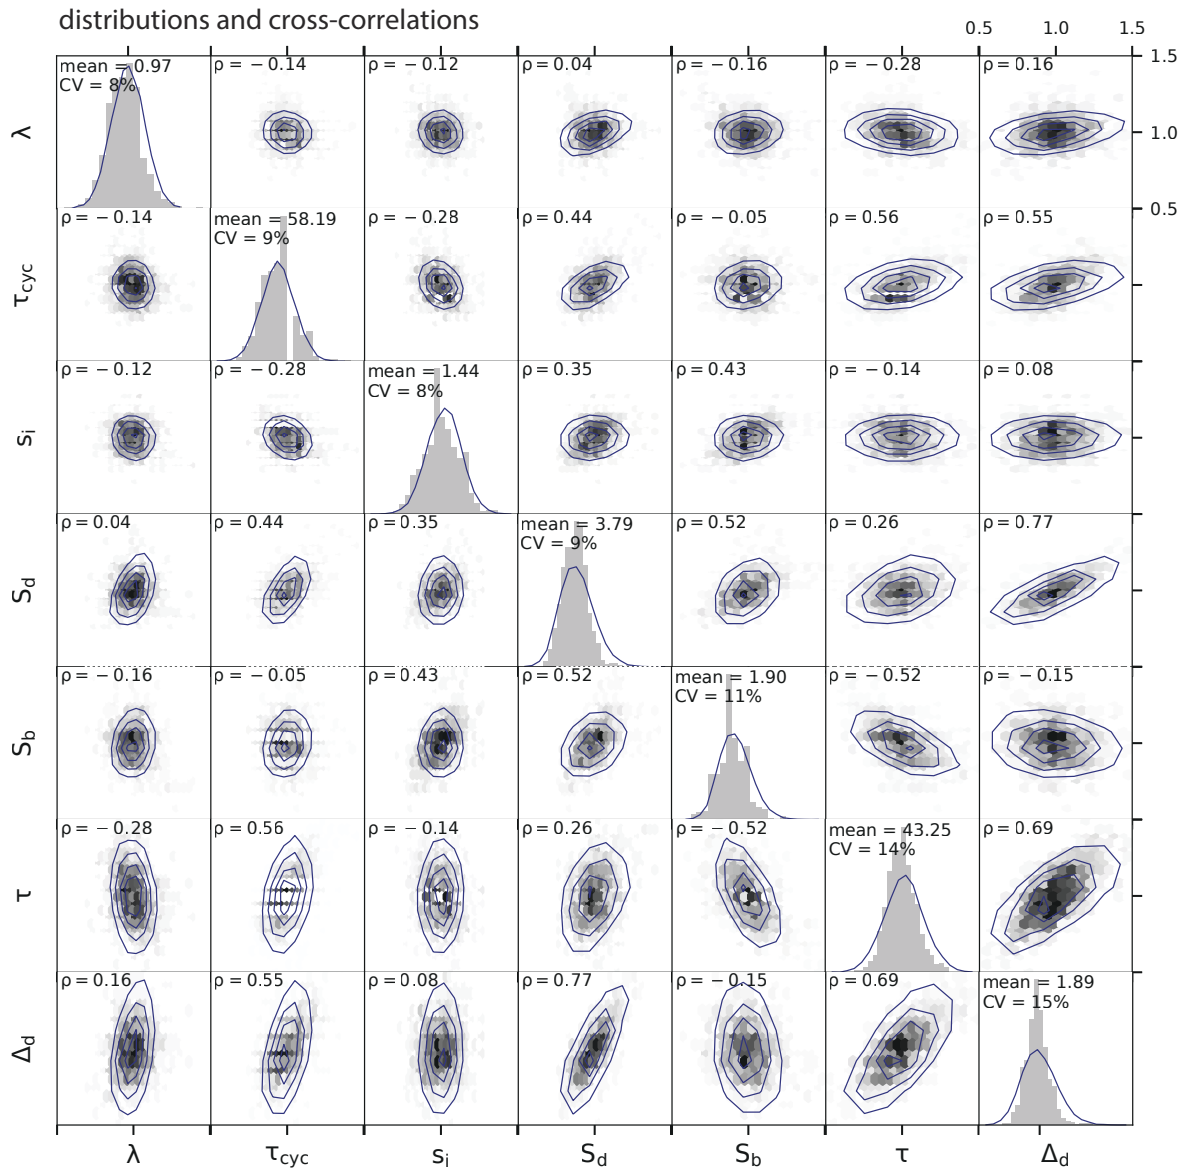 distributions and cross-correlations
0.5 1.0 1.5
mean = 0.97 ρ = − 0.14 ρ = − 0.12 ρ = 0.04 ρ = − 0.16 ρ = − 0.28 ρ = 0.16 1.5
CV = 8%
λ 1.0
0.5
ρ = − 0.14 mean = 58.19 ρ = − 0.28 ρ = 0.44 ρ = − 0.05 ρ = 0.56 ρ = 0.55
CV = 9%
τcyc
ρ = − 0.12 ρ = − 0.28 mean = 1.44 ρ = 0.35 ρ = 0.43 ρ = − 0.14 ρ = 0.08
CV = 8%
si
ρ = 0.04 ρ = 0.44 ρ = 0.35 mean = 3.79 ρ = 0.52 ρ = 0.26 ρ = 0.77
CV = 9%
Sd
ρ = − 0.16 ρ = − 0.05 ρ = 0.43 ρ = 0.52 mean = 1.90 ρ = − 0.52 ρ = − 0.15
CV = 11%
Sb
ρ = − 0.28 ρ = 0.56 ρ = − 0.14 ρ = 0.26 ρ = − 0.52 mean = 43.25 ρ = 0.69
CV = 14%
τ
ρ = 0.16 ρ = 0.55 ρ = 0.08 ρ = 0.77 ρ = − 0.15 ρ = 0.69 mean = 1.89
CV = 15%
Δd
λ τcyc si Sd Sb τ Δd